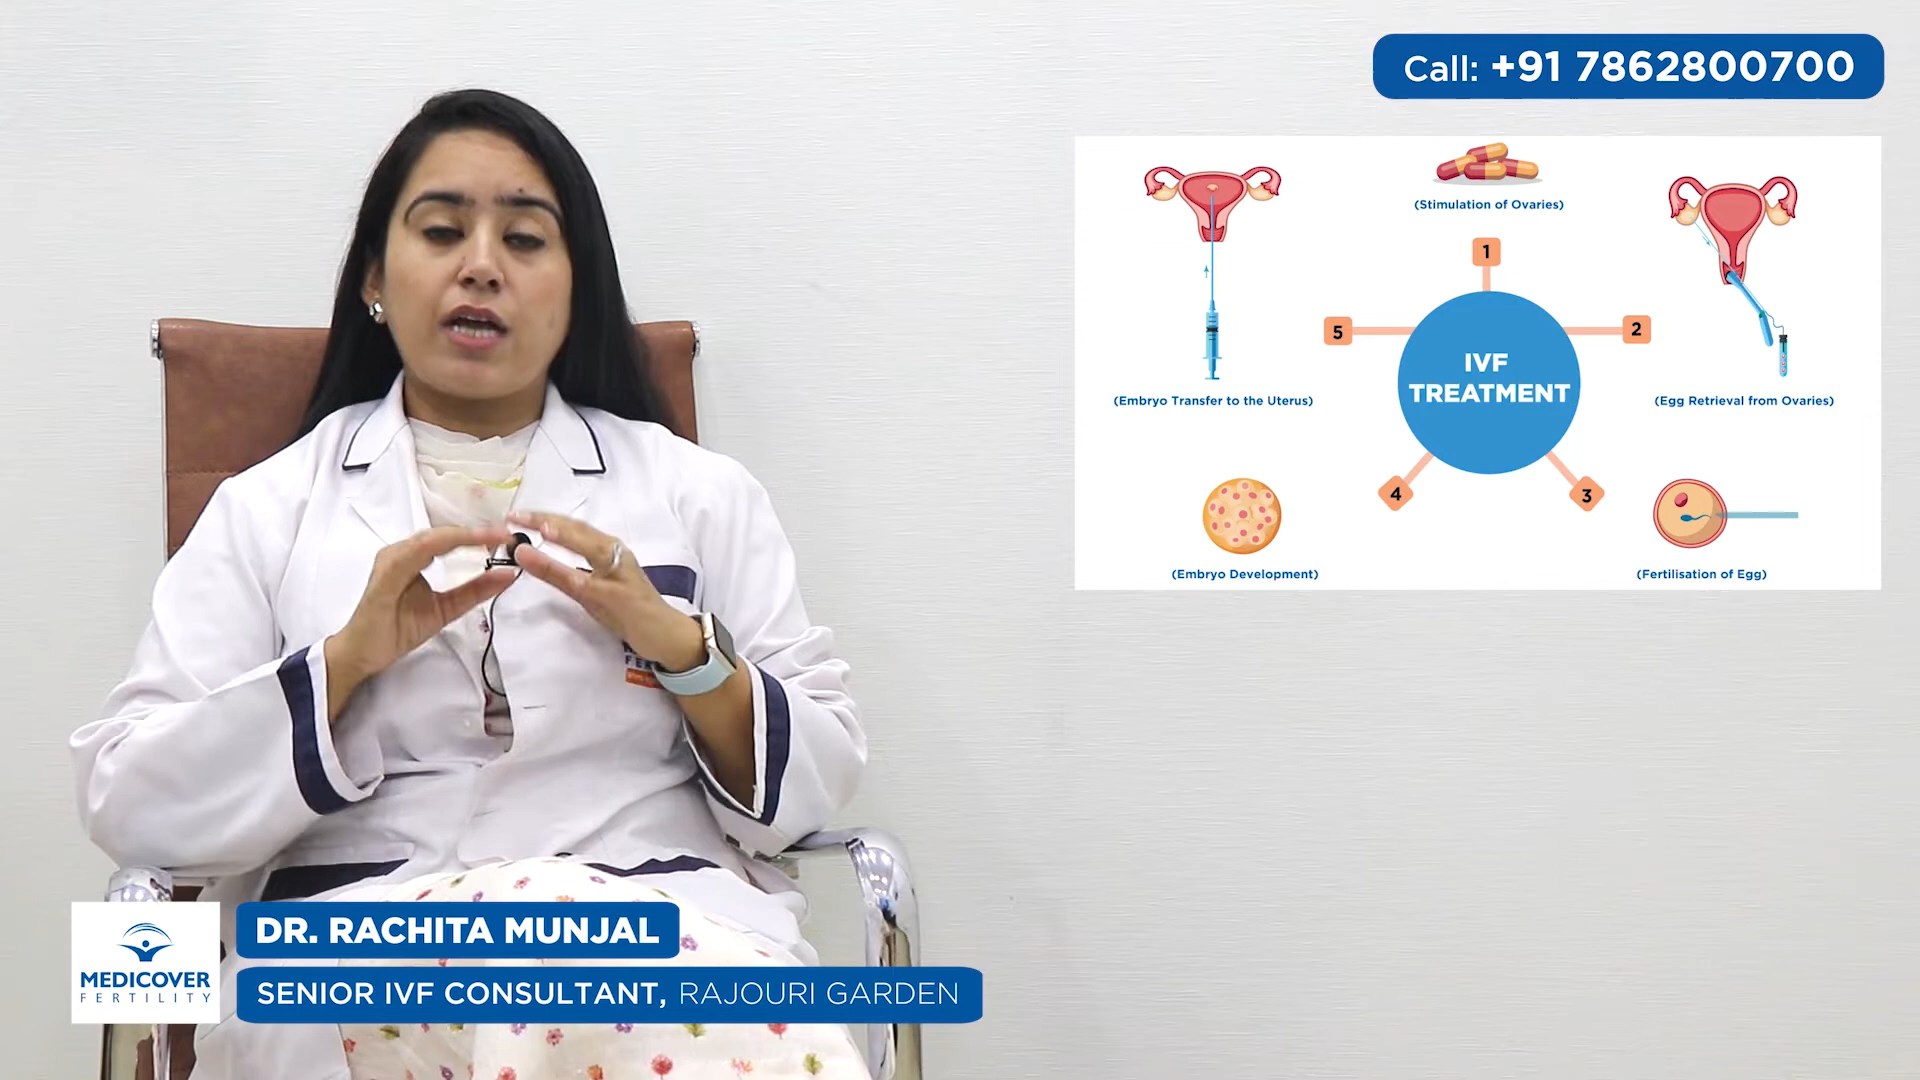 Call: +91 7862800700
(Stimulation of Ovaries)
1
5
2
IVF
TREATMENT
(Embryo Transfer to the Uterus)
(Egg Retrieval from Ovaries)
4
3
(Embryo Development)
(Fertilisation of Egg)
DR. RACHITA MUNJAL
MEDICOVER
FERTILITY
SENIOR IVF CONSULTANT, RAJOURI GARDEN